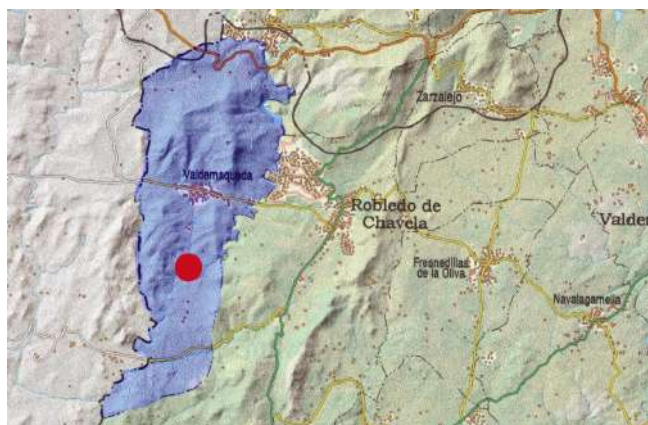 Zarzalejo
Valdemaqueda
Robledo de
Chavela
Valde
Fresnedillas
de la Oliva
Navalagamella